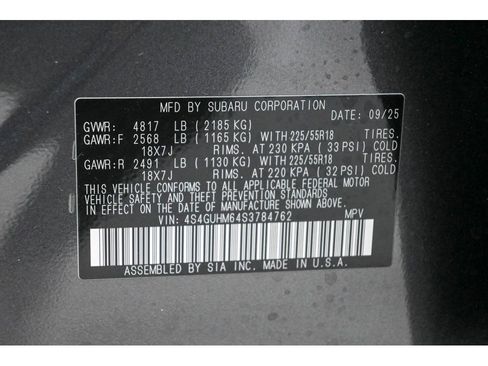 MFD BY SUBARU CORPORATION
DATE: 09/25
GVWR: 4817 LB (2185 KG)
GAWR:F 2568 LB (1165 KG) WITH 225/55R18 TIRES.
18X7J RIMS. AT 230 KPA (33 PSI) COLD
GAWR:R 2491 LB (1130 KG) WITH 225/55R18 TIRES.
18X7J RIMS. AT 220 KPA (32 PSI) COLD
THIS VEHICLE CONFORMS TO ALL APPLICABLE FEDERAL MOTOR
VEHICLE SAFETY AND THEFT PREVENTION STANDARDS IN
EFFECT ON THE DATE OF MANUFACTURE SHOWN ABOVE.
VIN: 4S4GUHM64S3784762 MPV
ASSEMBLED BY SIA INC. MADE IN U.S.A.